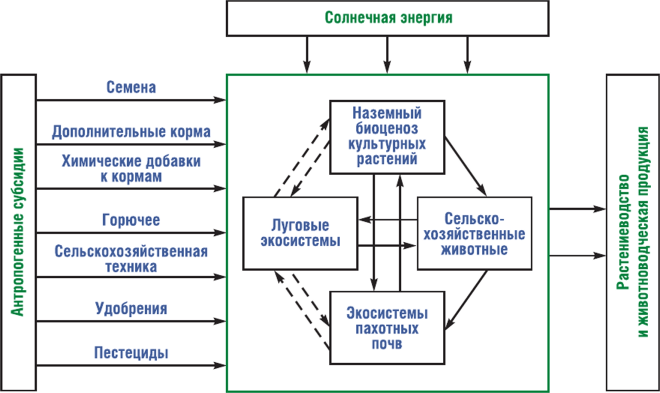 Солнечная энергия
Антропогенные субсидии
Семена
Дополнительные корма
Химические добавки
к кормам
Горючее
Сельскохозяйственная
техника
Удобрения
Пестециды
Наземный
биоценоз
культурных
растений
Луговые
экосистемы
Сельско-
хозяйственные
животные
Экосистемы
пахотных
почв
Растениеводство
и животноводческая продукция